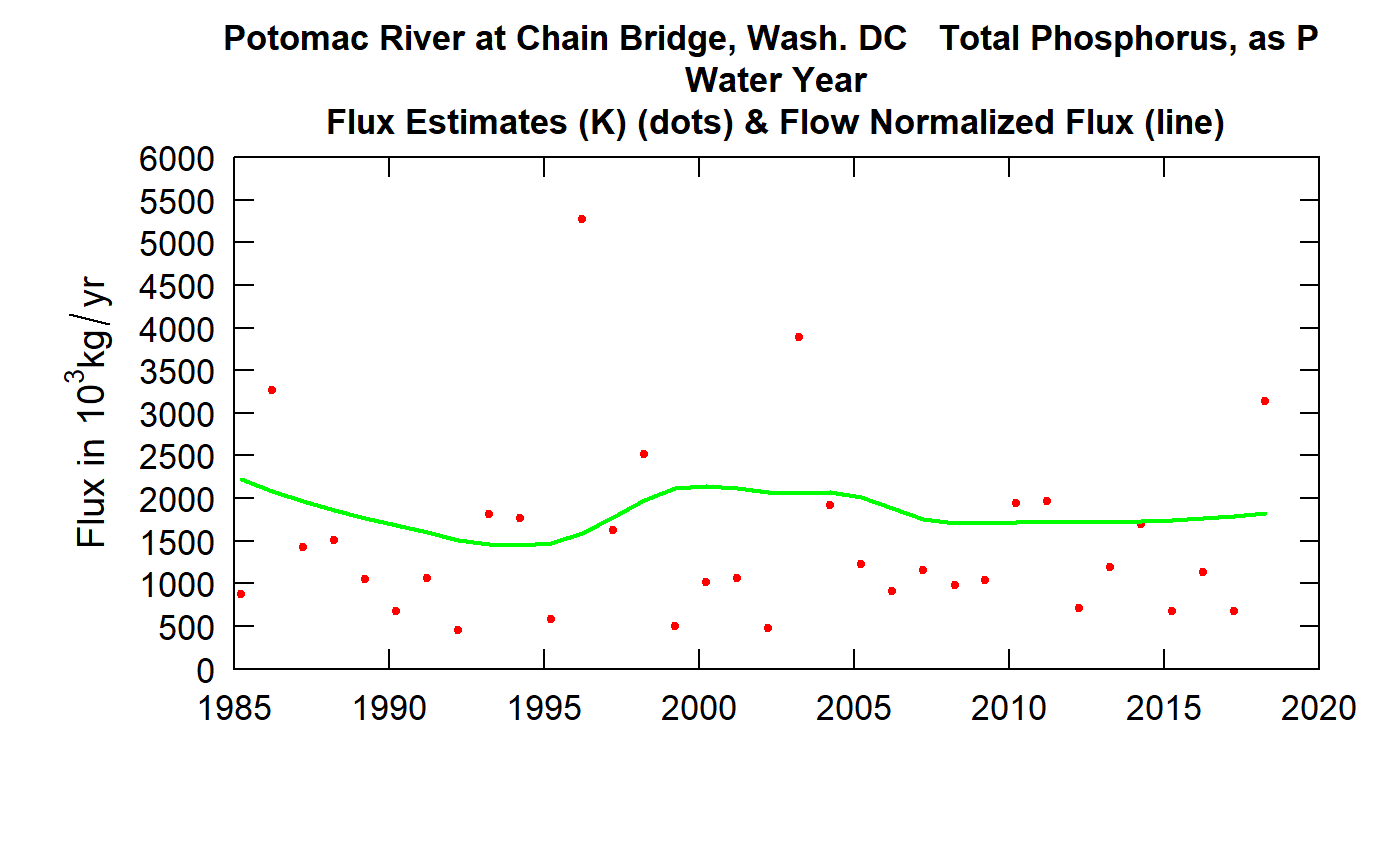 Potomac River at Chain Bridge, Wash. DC   Total Phosphorus, as P
Water Year
Flux Estimates (K) (dots) & Flow Normalized Flux (line)
6000
5500
5000
4500
4000
3500
3000
2500
2000
1500
1000
500
0
Flux in 10³kg/yr
1985 1990 1995 2000 2005 2010 2015 2020